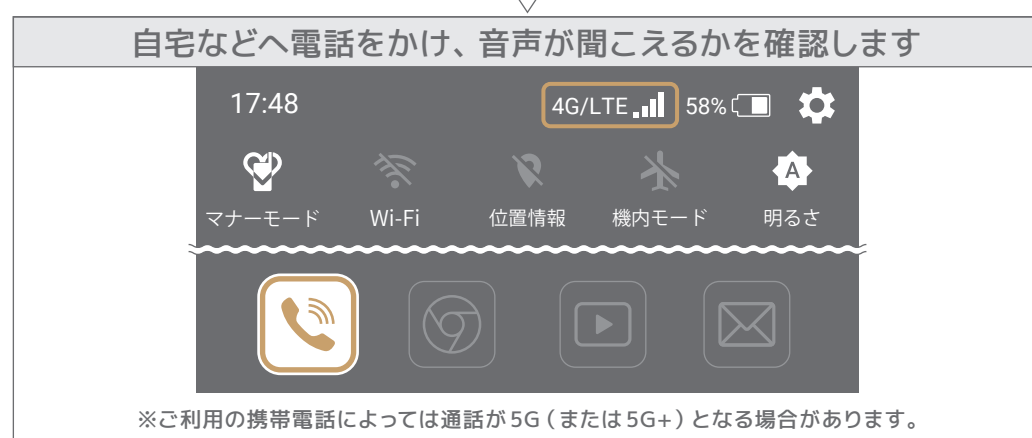 自宅などへ電話をかけ、音声が聞こえるかを確認します
17:48 4G/LTE 58%
A
マナーモード Wi-Fi 位置情報 機内モード 明るさ
※ご利用の携帯電話によっては通話が5G（または5G+）となる場合があります。